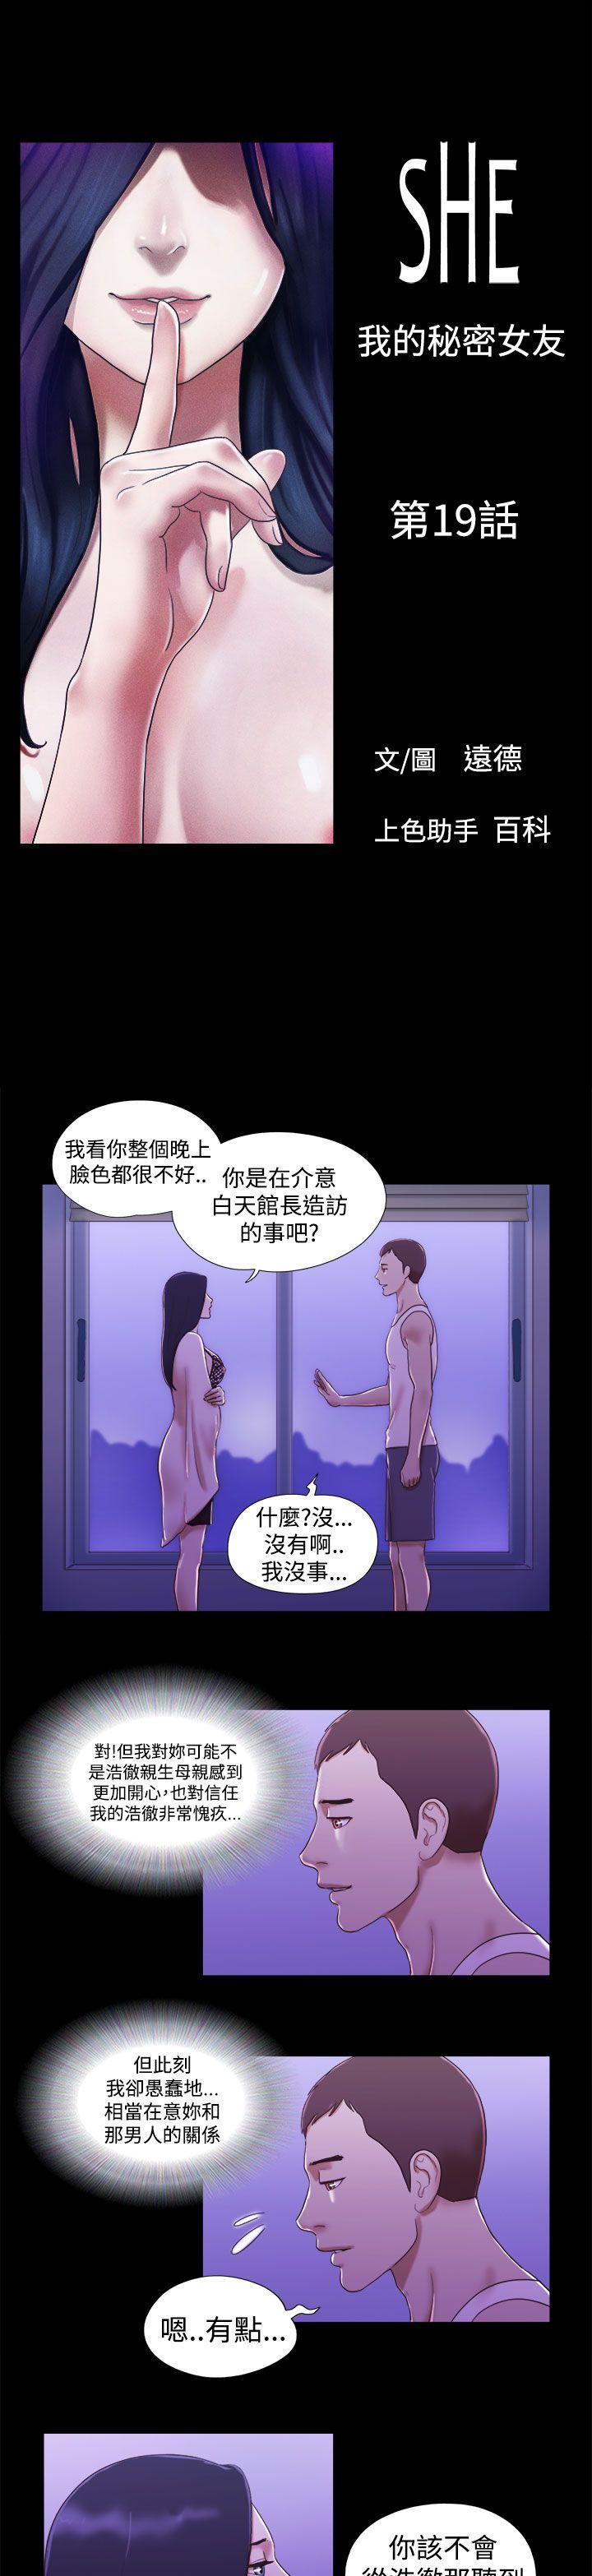 SHE
我的秘密女友
第19話
文/圖 遠德
上色助手 百科
我看你整個晚上
臉色都很不好..
你是在介意
白天館長造訪
的事吧?
什麼?沒...
沒有啊..
我沒事...
對!但我對妳可能不
是浩徹親生母親感到
更加開心,也對信任
我的浩徹非常愧疚...
但此刻
我卻愚蠢地...
相當在意妳和
那男人的關係
嗯..有點...
你該不會
從浩徹那聽到